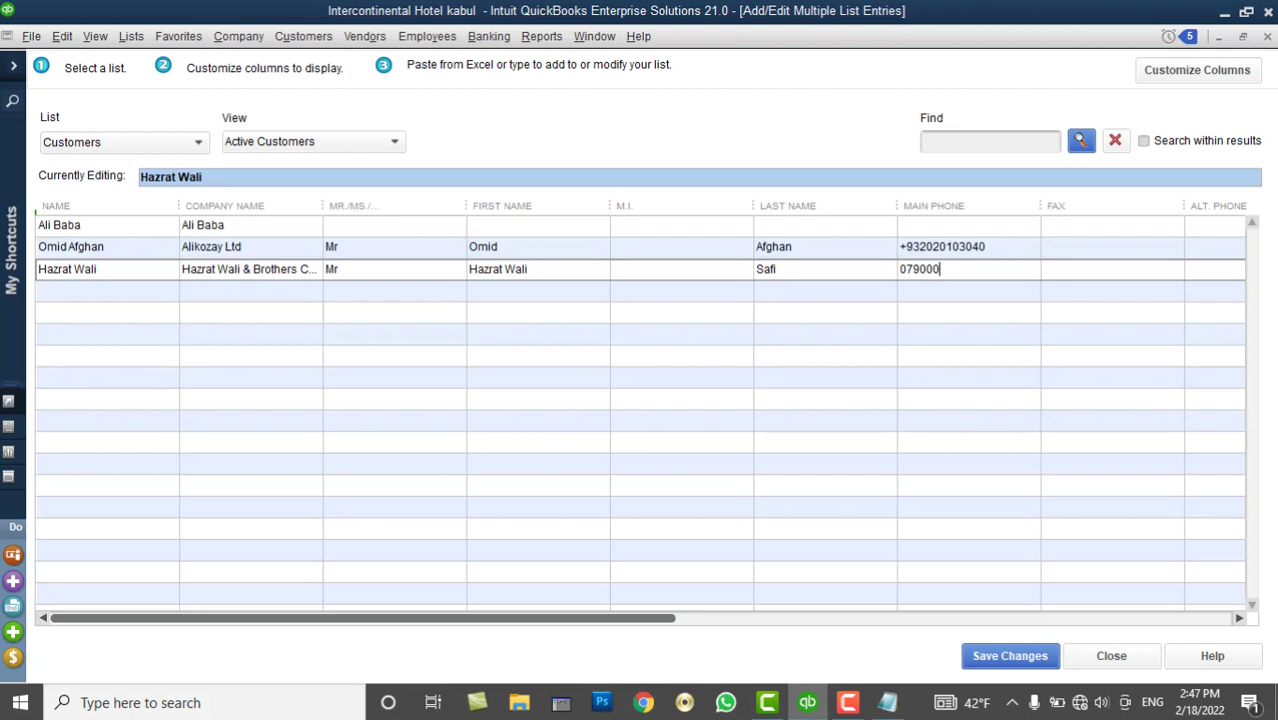 Intercontinental Hotel kabul - Intuit QuickBooks Enterprise Solutions 21.0 - [Add/Edit Multiple List Entries]
File Edit View Lists Favorites Company Customers Vendors Employees Banking Reports Window Help 5
1 Select a list. 2 Customize columns to display. 3 Paste from Excel or type to add to or modify your list. Customize Columns
List View Find
Customers Active Customers Search within results
Currently Editing: Hazrat Wali
NAME COMPANY NAME MR./MS./... FIRST NAME M.I. LAST NAME MAIN PHONE FAX ALT. PHONE
Ali Baba Ali Baba
Omid Afghan Alikozay Ltd Mr Omid Afghan +932020103040
Hazrat Wali Hazrat Wali & Brothers C... Mr Hazrat Wali Safi 079000
My Shortcuts
Do
Save Changes Close Help
Type here to search Ps qb 42°F ENG 2:47 PM
2/18/2022 1